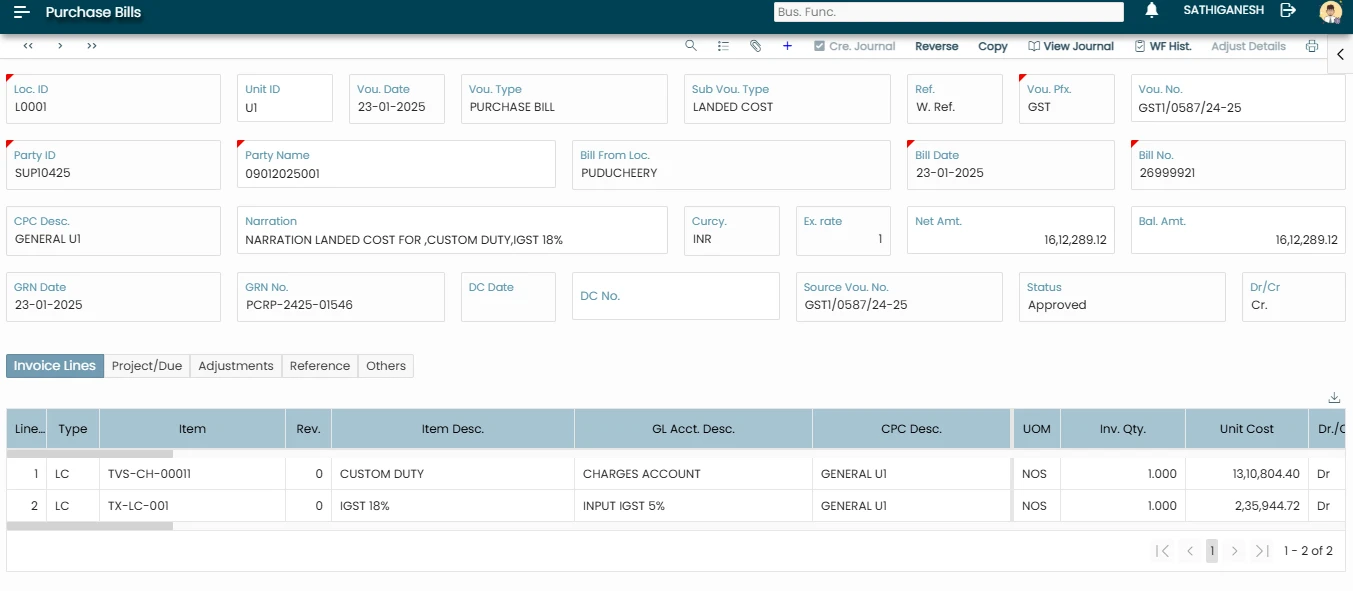 Purchase Bills
Bus. Func.
SATHIGANESH
Cre. Journal Reverse Copy View Journal WF Hist. Adjust Details
Loc. ID Unit ID Vou. Date Vou. Type Sub Vou. Type Ref. Vou. Pfx. Vou. No.
L0001 U1 23-01-2025 PURCHASE BILL LANDED COST W. Ref. GST GST1/0587/24-25
Party ID Party Name Bill From Loc. Bill Date Bill No.
SUP10425 09012025001 PUDUCHEERY 23-01-2025 26999921
CPC Desc. Narration Curcy. Ex. rate Net Amt. Bal. Amt.
GENERAL U1 NARRATION LANDED COST FOR ,CUSTOM DUTY,IGST 18% INR 1 16,12,289.12 16,12,289.12
GRN Date GRN No. DC Date DC No. Source Vou. No. Status Dr/Cr
23-01-2025 PCRP-2425-01546 GST1/0587/24-25 Approved Cr.
Invoice Lines Project/Due Adjustments Reference Others
Line... Type Item Rev. Item Desc. GL Acct. Desc. CPC Desc. UOM Inv. Qty. Unit Cost Dr./C
1 LC TVS-CH-00011 0 CUSTOM DUTY CHARGES ACCOUNT GENERAL U1 NOS 1.000 13,10,804.40 Dr
2 LC TX-LC-001 0 IGST 18% INPUT IGST 5% GENERAL U1 NOS 1.000 2,35,944.72 Dr
1 1 - 2 of 2